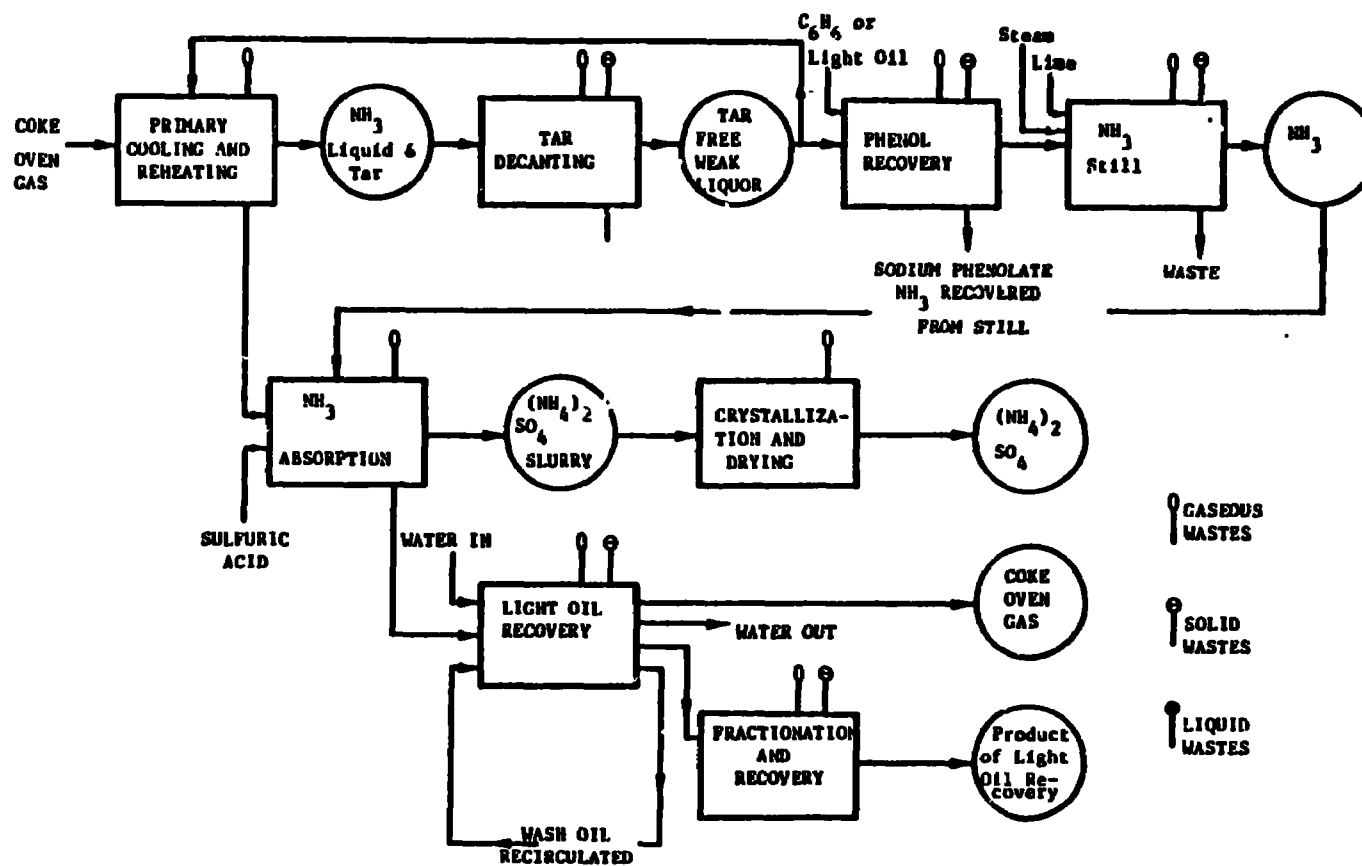 COKE
OVEN
GAS
PRIMARY
COOLING AND
REHEATING
NH3
Liquid &
Tar
TAR
DECANTING
TAR
FREE
WEAK
LIQUOR
C6H6 or
Light Oil
PHENOL
RECOVERY
Steam
Lime
NH3
Still
NH3
SODIUM PHENOLATE
NH3 RECOVERED
FROM STILL
WASTE
NH3
ABSORPTION
SULFURIC
ACID
(NH4)2
SO4
SLURRY
CRYSTALLIZA-
TION AND
DRYING
(NH4)2
SO4
WATER IN
LIGHT OIL
RECOVERY
WATER OUT
COKE
OVEN
GAS
FRACTIONATION
AND
RECOVERY
Product
of Light
Oil Re-
covery
WASH OIL
RECIRCULATED
GASEOUS
WASTES
SOLID
WASTES
LIQUID
WASTES